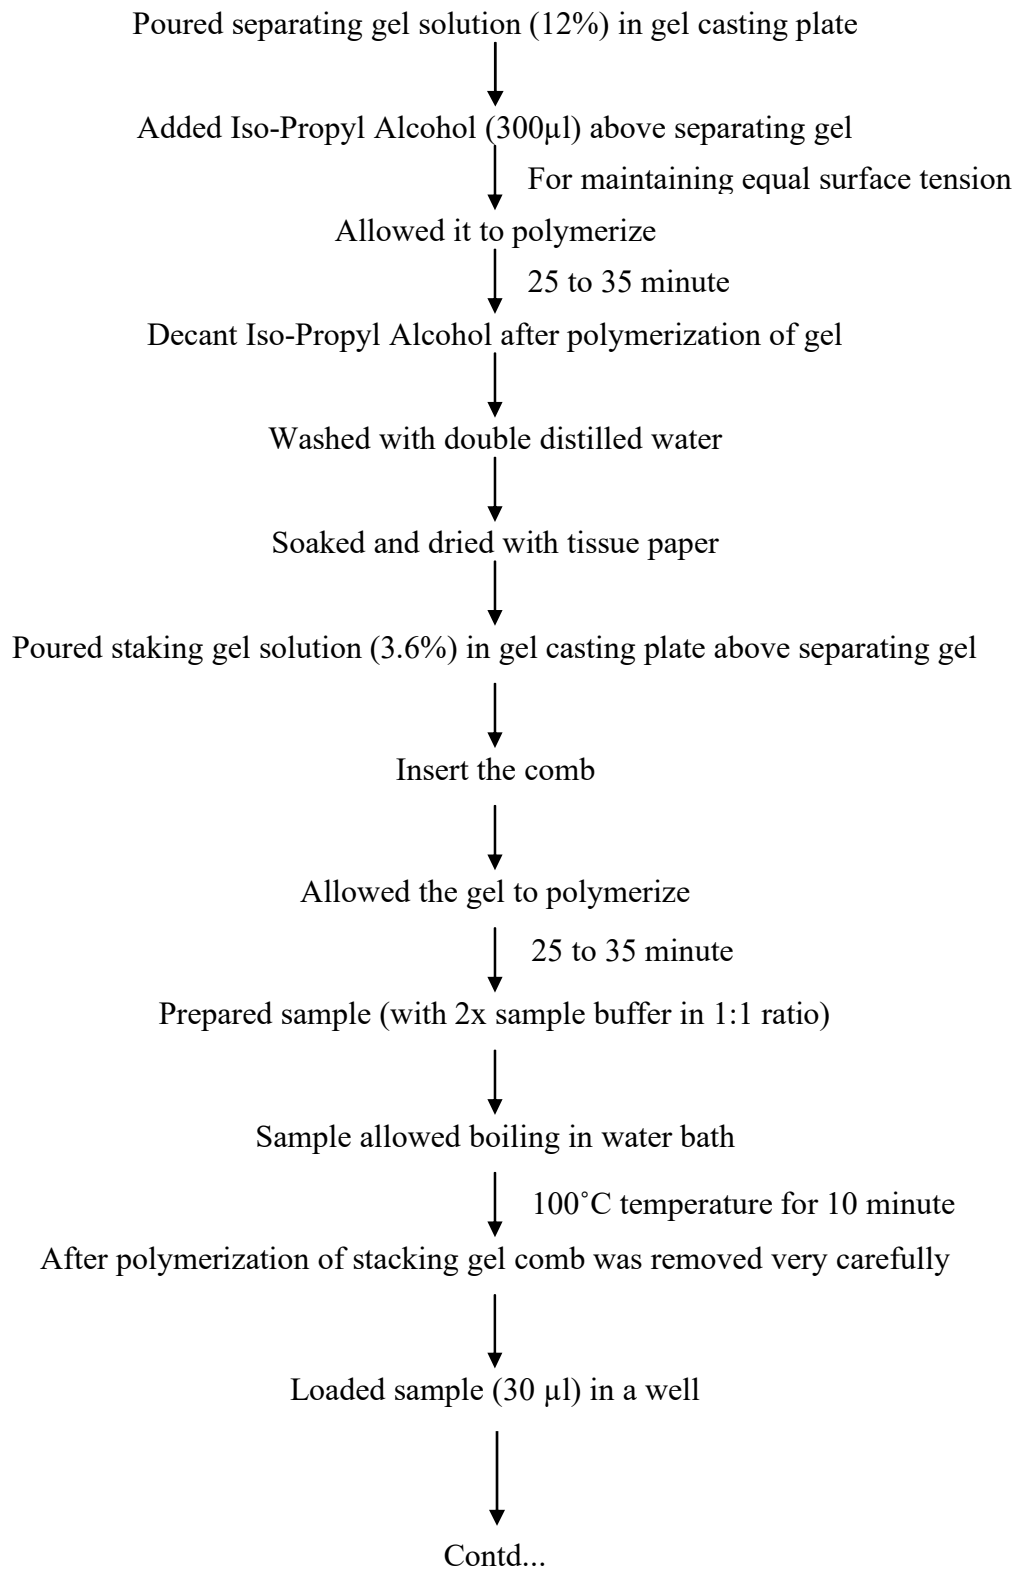 Poured separating gel solution (12%) in gel casting plate
Added Iso-Propyl Alcohol (300µl) above separating gel
For maintaining equal surface tension
Allowed it to polymerize
25 to 35 minute
Decant Iso-Propyl Alcohol after polymerization of gel
Washed with double distilled water
Soaked and dried with tissue paper
Poured staking gel solution (3.6%) in gel casting plate above separating gel
Insert the comb
Allowed the gel to polymerize
25 to 35 minute
Prepared sample (with 2x sample buffer in 1:1 ratio)
Sample allowed boiling in water bath
100˚C temperature for 10 minute
After polymerization of stacking gel comb was removed very carefully
Loaded sample (30 µl) in a well
Contd...